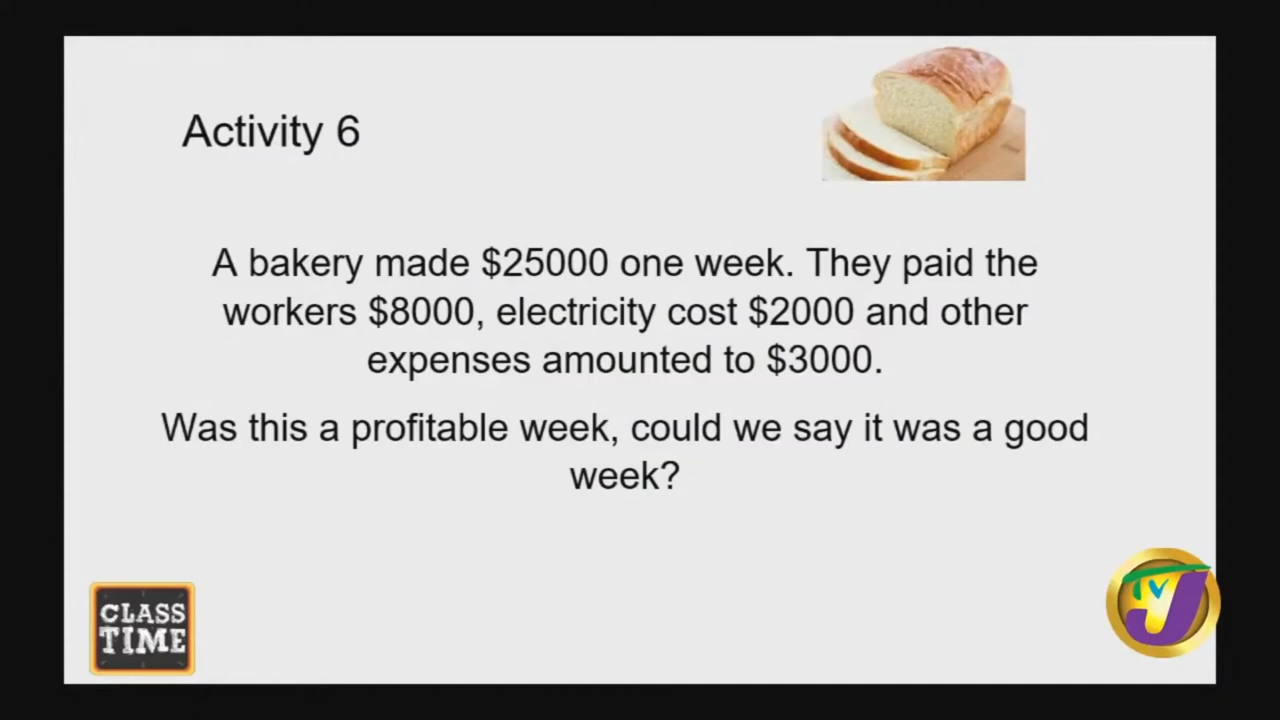 Activity 6
A bakery made $25000 one week. They paid the
workers $8000, electricity cost $2000 and other
expenses amounted to $3000.
Was this a profitable week, could we say it was a good
week?
CLASS
TIME
TVJ